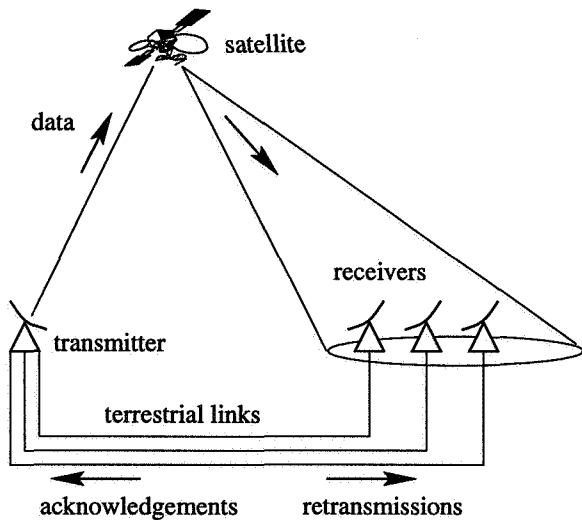 satellite
data
receivers
transmitter
terrestrial links
acknowledgements
retransmissions